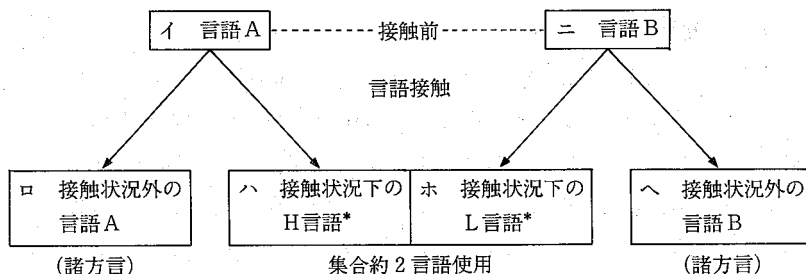 イ 言語A 接触前 ニ 言語B
言語接触
ロ 接触状況外の 言語A
ハ 接触状況下の H言語*
ホ 接触状況下の L言語*
ヘ 接触状況外の 言語B
(諸方言) 集合約2言語使用 (諸方言)